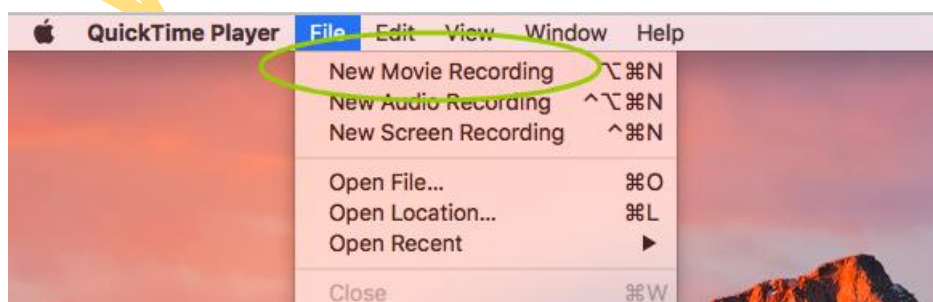 QuickTime Player File Edit View Window Help
New Movie Recording ⌥⌘N
New Audio Recording ^⌥⌘N
New Screen Recording ^⌘N
Open File... ⌘O
Open Location... ⌘L
Open Recent ▶
Close ⌘W